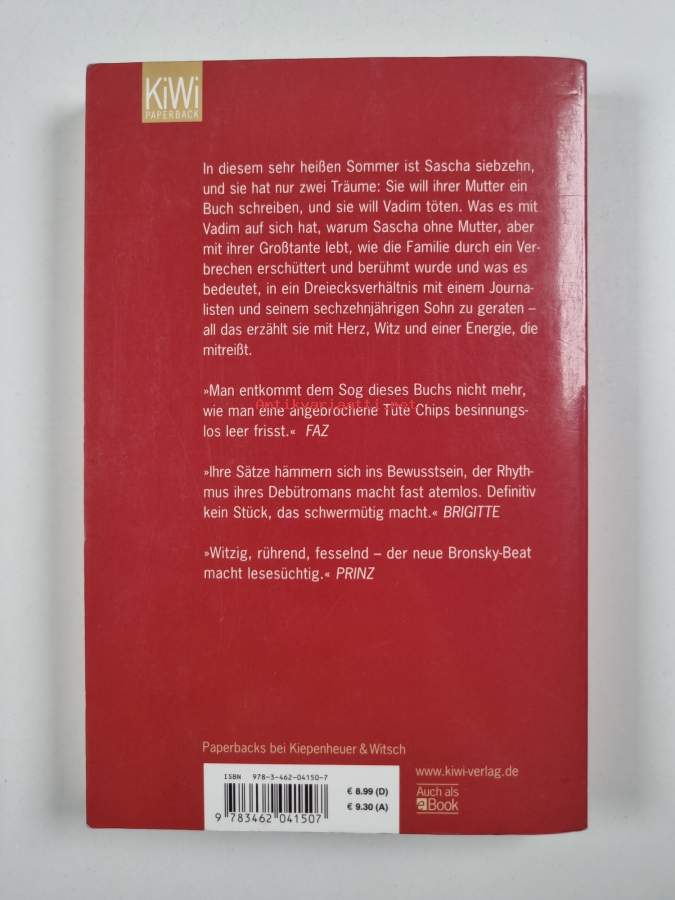 KiWi
PAPERBACK
In diesem sehr heißen Sommer ist Sascha siebzehn,
und sie hat nur zwei Träume: Sie will ihrer Mutter ein
Buch schreiben, und sie will Vadim töten. Was es mit
Vadim auf sich hat, warum Sascha ohne Mutter, aber
mit ihrer Großtante lebt, wie die Familie durch ein Ver-
brechen erschüttert und berühmt wurde und was es
bedeutet, in ein Dreiecksverhältnis mit einem Journa-
listen und seinem sechzehnjährigen Sohn zu geraten –
all das erzählt sie mit Herz, Witz und einer Energie, die
mitreißt.
»Man entkommt dem Sog dieses Buchs nicht mehr,
Antikvariaatti.net
wie man eine angebrochene Tüte Chips besinnungs-
los leer frisst.« FAZ
»Ihre Sätze hämmern sich ins Bewusstsein, der Rhyth-
mus ihres Debütromans macht fast atemlos. Definitiv
kein Stück, das schwermütig macht.« BRIGITTE
»Witzig, rührend, fesselnd – der neue Bronsky-Beat
macht lesesüchtig.« PRINZ
Paperbacks bei Kiepenheuer & Witsch
ISBN 978-3-462-04150-7
€ 8.99 (D)
€ 9.30 (A)
9 783462 041507
www.kiwi-verlag.de
Auch als
eBook